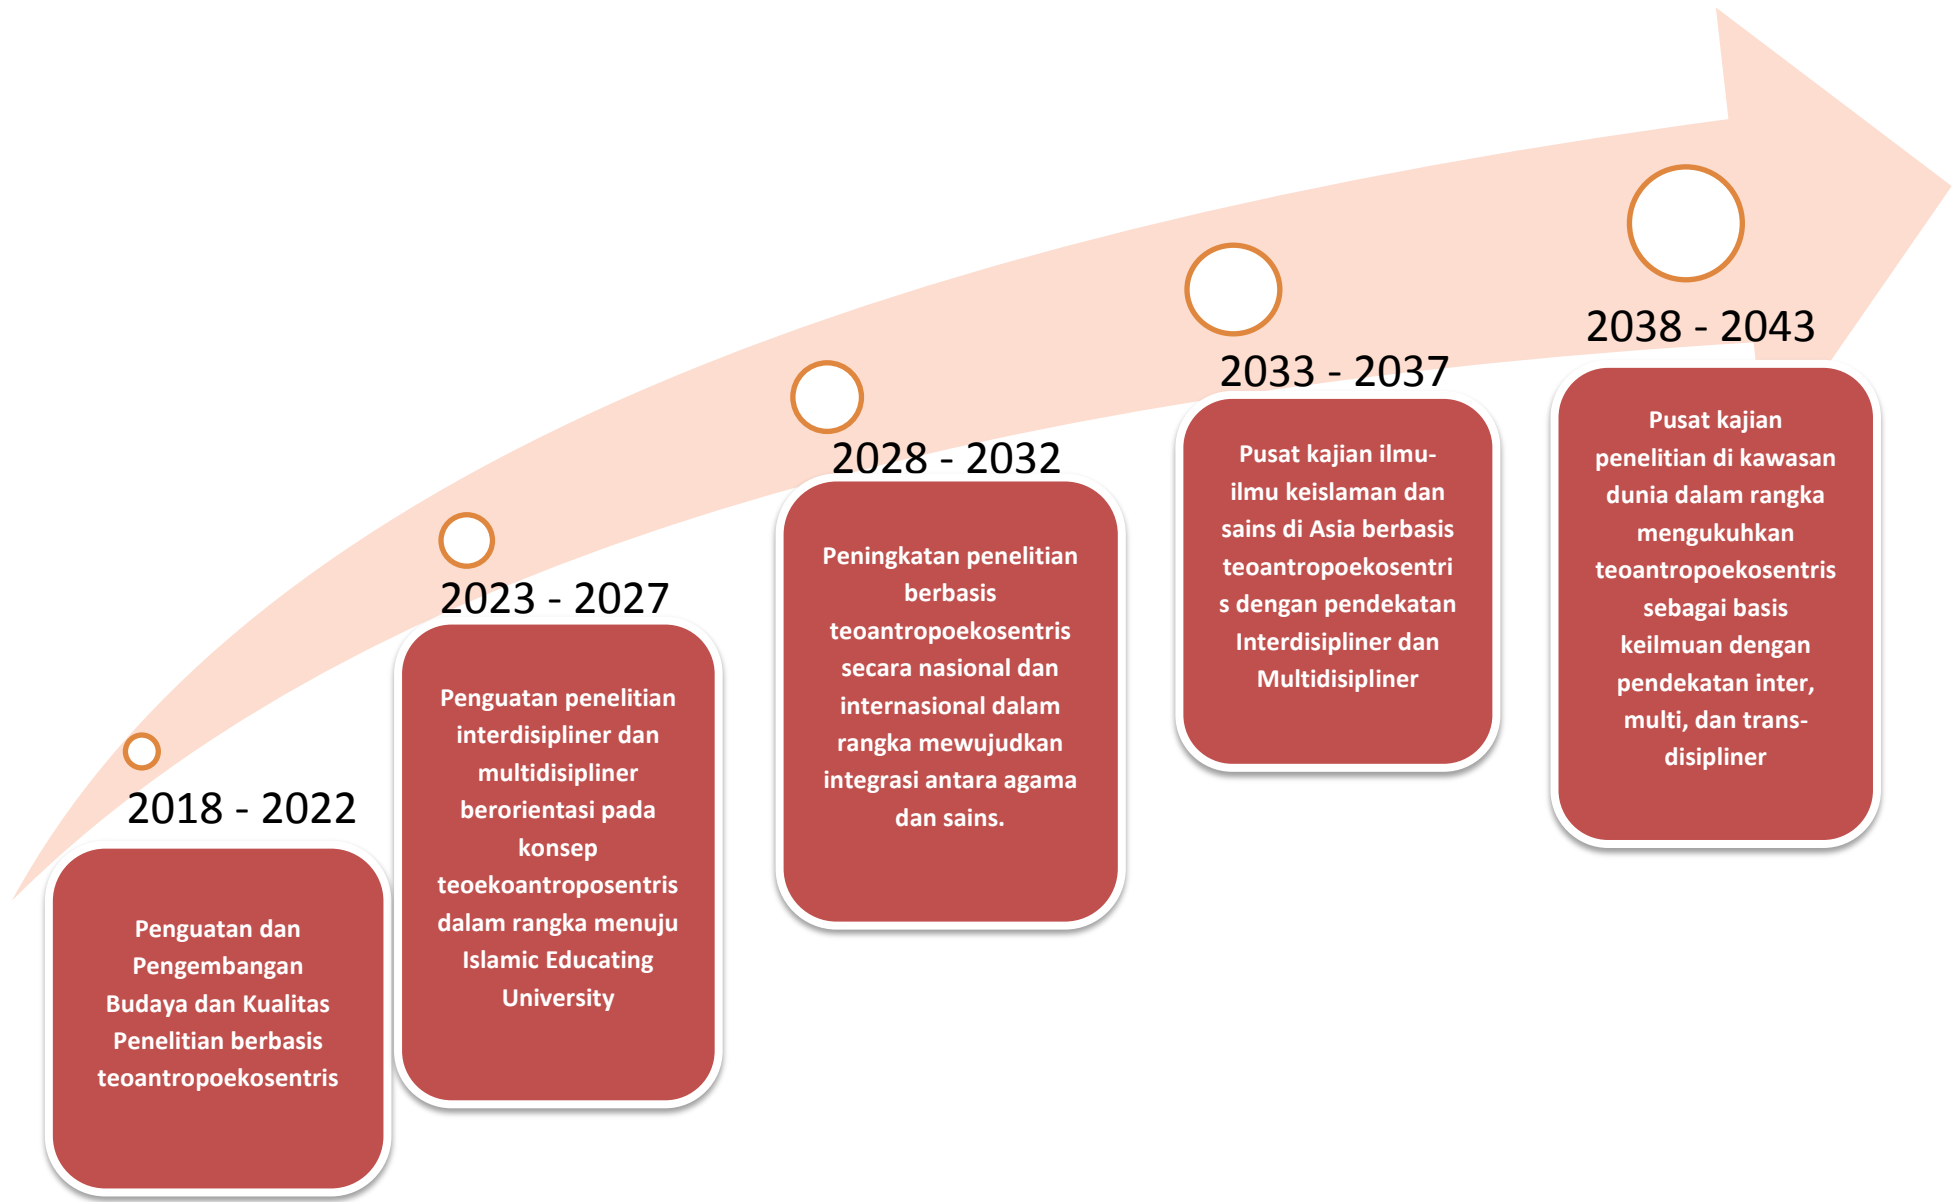 2018 - 2022
Penguatan dan
Pengembangan
Budaya dan Kualitas
Penelitian berbasis
teoantropoekosentris
2023 - 2027
Penguatan penelitian
interdisipliner dan
multidisipliner
berorientasi pada
konsep
teoekoantroposentris
dalam rangka menuju
Islamic Educating
University
2028 - 2032
Peningkatan penelitian
berbasis
teoantropoekosentris
secara nasional dan
internasional dalam
rangka mewujudkan
integrasi antara agama
dan sains.
2033 - 2037
Pusat kajian ilmu-
ilmu keislaman dan
sains di Asia berbasis
teoantropoekosentri
s dengan pendekatan
Interdisipliner dan
Multidisipliner
2038 - 2043
Pusat kajian
penelitian di kawasan
dunia dalam rangka
mengukuhkan
teoantropoekosentris
sebagai basis
keilmuan dengan
pendekatan inter,
multi, dan trans-
disipliner